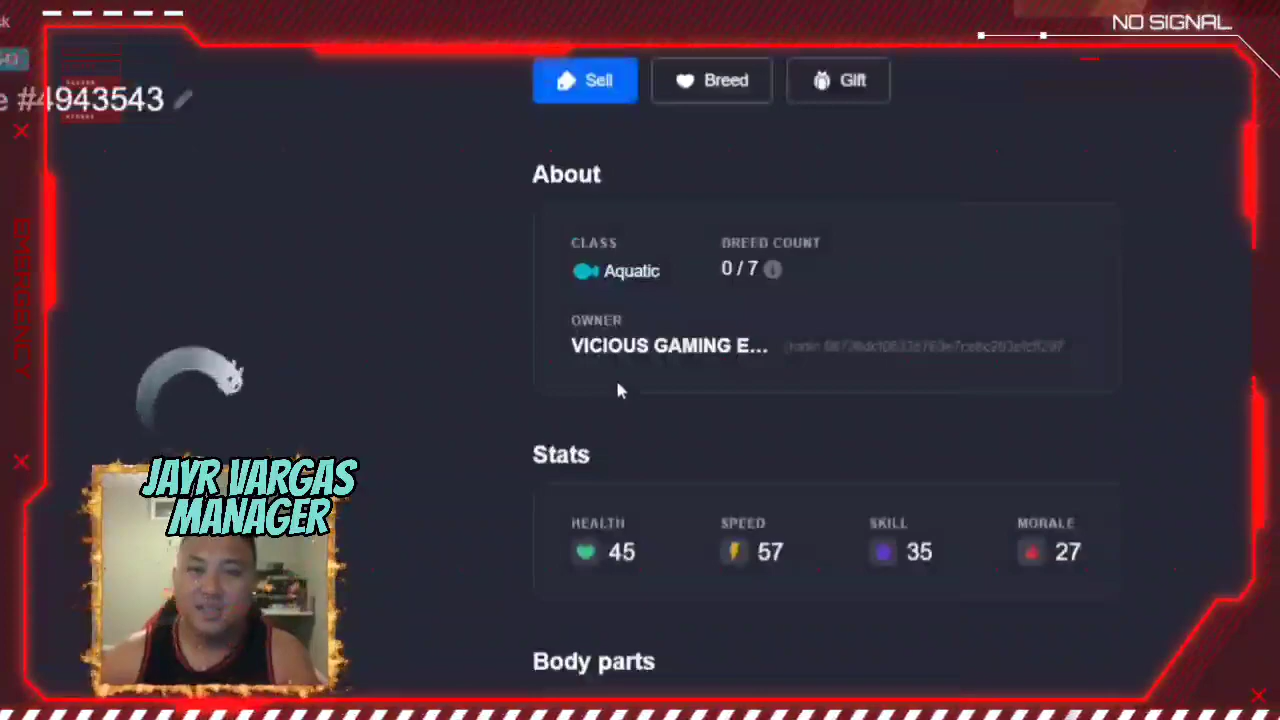 NO SIGNAL
Sell
Breed
Gift
e #4943543
About
CLASS
BREED COUNT
Aquatic
0 / 7
OWNER
VICIOUS GAMING E...
EMERGENCY
Stats
HEALTH
SPEED
SKILL
MORALE
45
57
35
27
JAYR VARGAS
MANAGER
Body parts